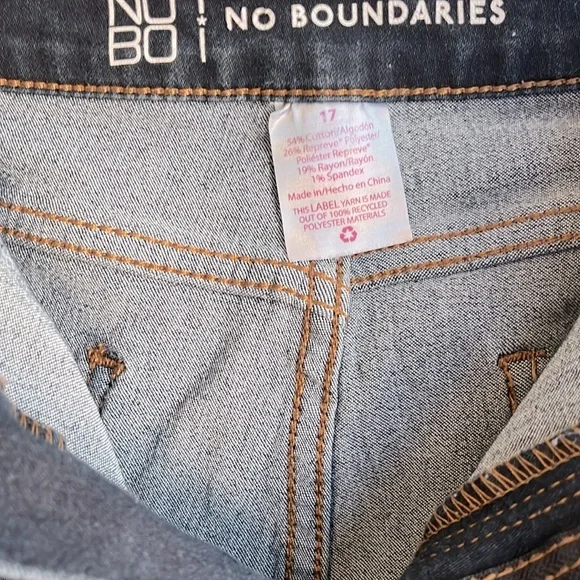 NO
BO
NO BOUNDARIES
17
54% Cotton/Algodón
26% Repreve® Polyester/
Poliéster Repreve®
19% Rayon/Rayón
1% Spandex
Made in/Hecho en China
THIS LABEL YARN IS MADE
OUT OF 100% RECYCLED
POLYESTER MATERIALS